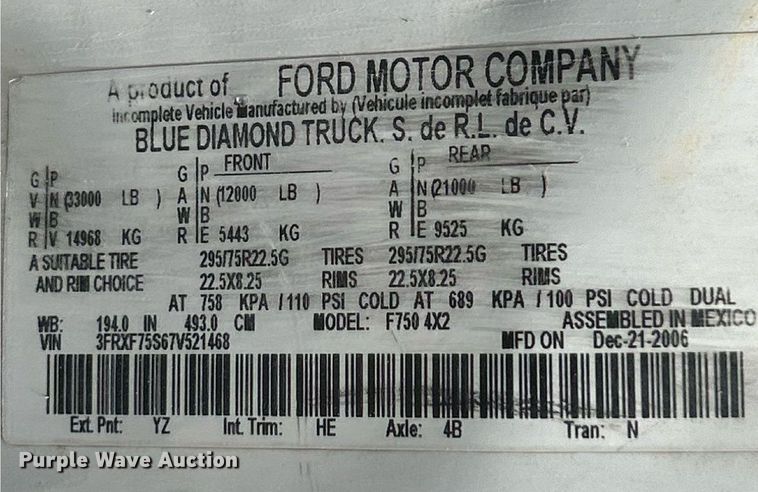 A product of FORD MOTOR COMPANY
Incomplete Vehicle Manufactured by (Vehicule incomplet fabrique par)
BLUE DIAMOND TRUCK. S. de R.L. de C.V.
G P G P FRONT G P REAR
V N (33000 LB ) A N (12000 LB ) A N (21000 LB )
W B W B W B
R V 14968 KG R E 5443 KG R E 9525 KG
A SUITABLE TIRE 295/75R22.5G TIRES 295/75R22.5G TIRES
AND RIM CHOICE 22.5X8.25 RIMS 22.5X8.25 RIMS
AT 758 KPA / 110 PSI COLD AT 689 KPA / 100 PSI COLD DUAL
WB: 194.0 IN 493.0 CM MODEL: F750 4X2 ASSEMBLED IN MEXICO
VIN 3FRXF75S67V521468 MFD ON Dec-21-2006
Ext. Pnt: YZ Int. Trim: HE Axle: 4B Tran: N
Purple Wave Auction